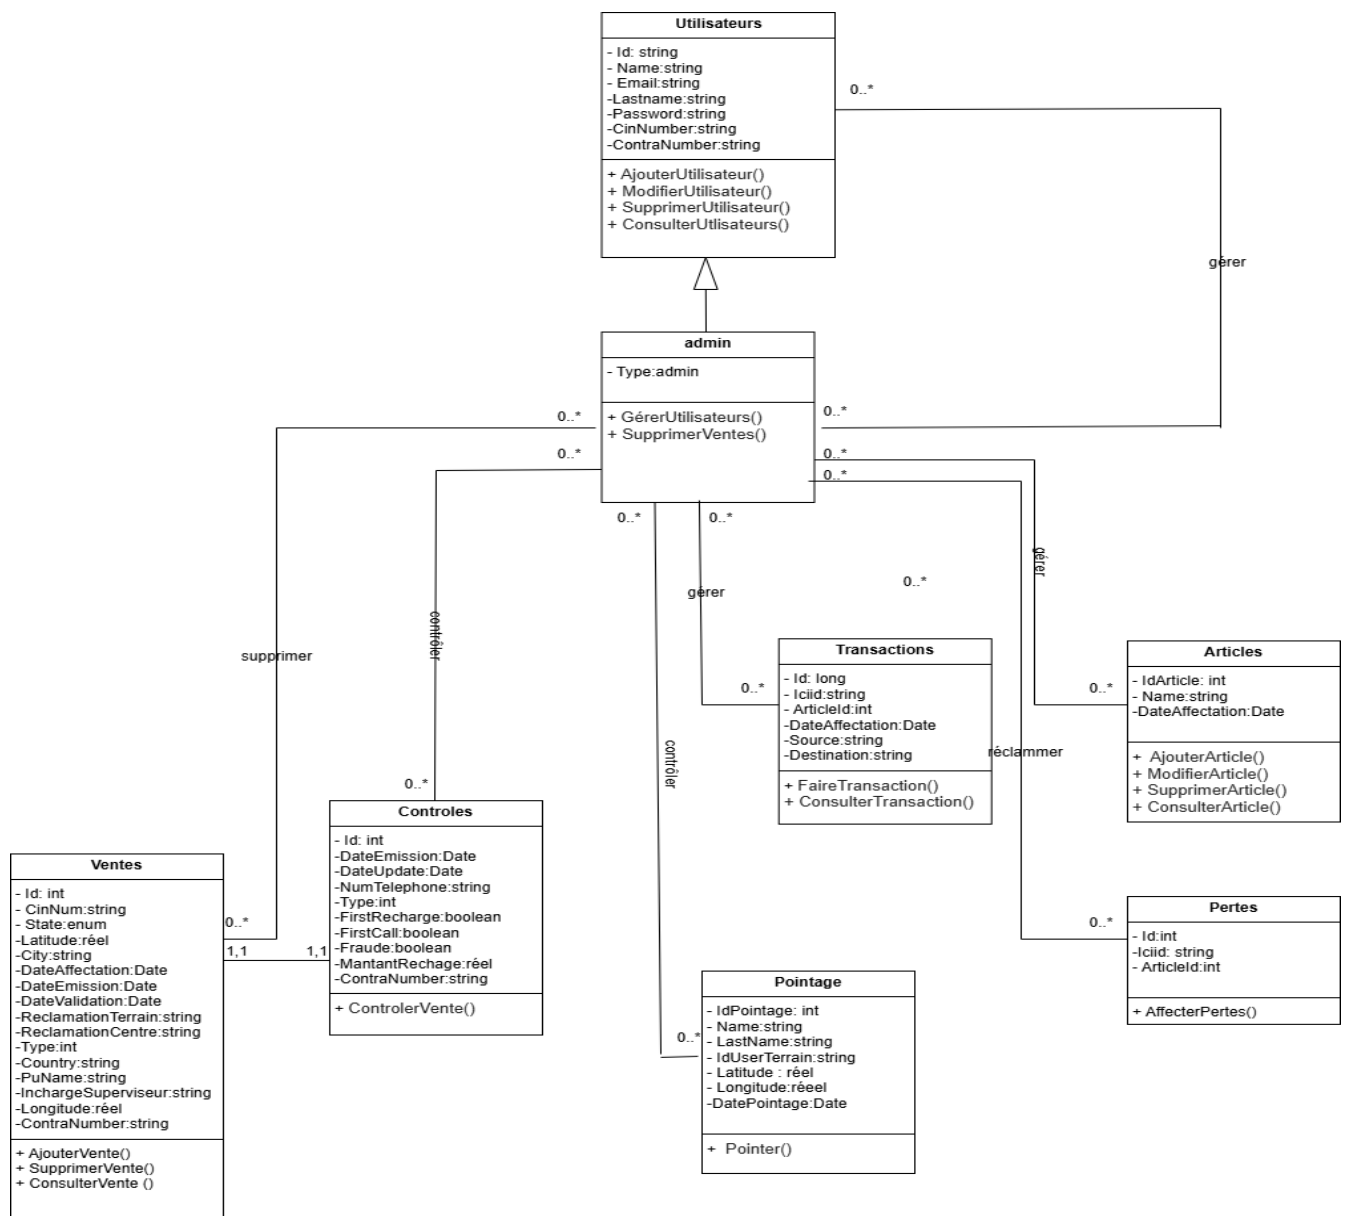 Utilisateurs
- Id: string
- Name:string
- Email:string
-Lastname:string
-Password:string
-CinNumber:string
-ContraNumber:string
+ AjouterUtilisateur()
+ ModifierUtilisateur()
+ SupprimerUtilisateur()
+ ConsulterUtlisateurs()
0..*
gérer
admin
- Type:admin
+ GérerUtilisateurs()
+ SupprimerVentes()
0..*
0..*
0..*
0..*
0..*
0..*
0..*
supprimer
contrôler
contrôler
gérer
0..*
gérer
réclammer
Transactions
- Id: long
- Iciid:string
- ArticleId:int
-DateAffectation:Date
-Source:string
-Destination:string
+ FaireTransaction()
+ ConsulterTransaction()
0..*
Articles
- IdArticle: int
- Name:string
-DateAffectation:Date
+ AjouterArticle()
+ ModifierArticle()
+ SupprimerArticle()
+ ConsulterArticle()
0..*
0..*
Controles
- Id: int
-DateEmission:Date
-DateUpdate:Date
-NumTelephone:string
-Type:int
-FirstRecharge:boolean
-FirstCall:boolean
-Fraude:boolean
-MantantRechage:réel
-ContraNumber:string
+ ControlerVente()
Ventes
- Id: int
- CinNum:string
- State:enum
-Latitude:réel
-City:string
-DateAffectation:Date
-DateEmission:Date
-DateValidation:Date
-ReclamationTerrain:string
-ReclamationCentre:string
-Type:int
-Country:string
-PuName:string
-InchargeSuperviseur:string
-Longitude:réel
-ContraNumber:string
+ AjouterVente()
+ SupprimerVente()
+ ConsulterVente ()
0..*
1,1
1,1
Pertes
- Id:int
-Iciid: string
- ArticleId:int
+ AffecterPertes()
0..*
Pointage
- IdPointage: int
- Name:string
- LastName:string
- IdUserTerrain:string
- Latitude : réel
- Longitude:réeel
-DatePointage:Date
+ Pointer()
0..*